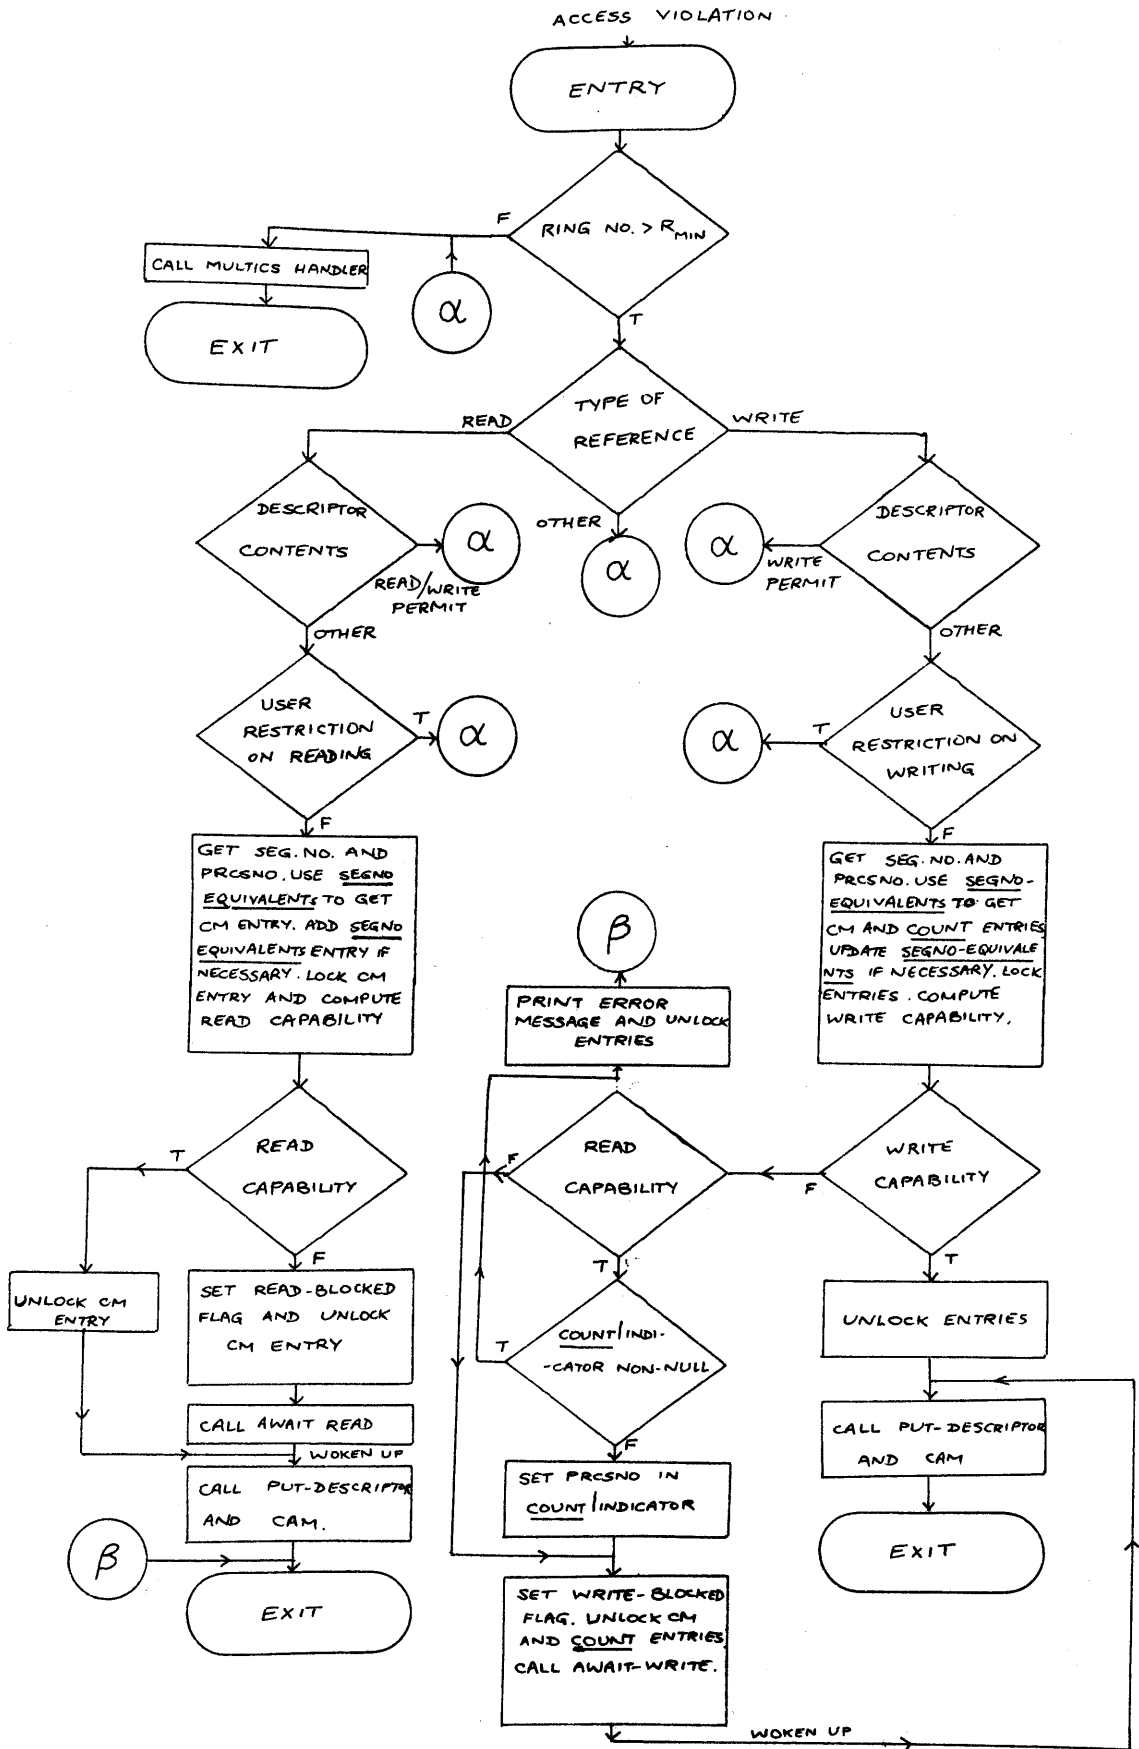 ACCESS VIOLATION
ENTRY
RING NO. > R MIN
F
T
CALL MULTICS HANDLER
α
EXIT
TYPE OF
REFERENCE
READ
WRITE
OTHER
α
DESCRIPTOR
CONTENTS
α
READ/WRITE
PERMIT
OTHER
DESCRIPTOR
CONTENTS
α
WRITE
PERMIT
OTHER
USER
RESTRICTION
ON READING
T
α
F
USER
RESTRICTION ON
WRITING
T
α
F
GET SEG. NO. AND
PRCSNO. USE SEGNO
EQUIVALENTS TO GET
CM ENTRY. ADD SEGNO
EQUIVALENTS ENTRY IF
NECESSARY. LOCK CM
ENTRY AND COMPUTE
READ CAPABILITY
GET SEG. NO. AND
PRCSNO. USE SEGNO-
EQUIVALENTS TO GET
CM AND COUNT ENTRIES
UPDATE SEGNO-EQUIVALE
NTS IF NECESSARY. LOCK
ENTRIES. COMPUTE
WRITE CAPABILITY.
β
PRINT ERROR
MESSAGE AND UNLOCK
ENTRIES
READ
CAPABILITY
T
F
READ
CAPABILITY
F
T
WRITE
CAPABILITY
F
T
UNLOCK CM
ENTRY
SET READ-BLOCKED
FLAG AND UNLOCK
CM ENTRY
COUNT/INDI-
-CATOR NON-NULL
T
F
UNLOCK ENTRIES
CALL AWAIT READ
WOKEN UP
CALL PUT-DESCRIPTOR
AND CAM.
SET PRCSNO IN
COUNT/INDICATOR
CALL PUT-DESCRIPTOR
AND CAM
β
EXIT
SET WRITE-BLOCKED
FLAG. UNLOCK CM
AND COUNT ENTRIES
CALL AWAIT-WRITE.
EXIT
WOKEN UP